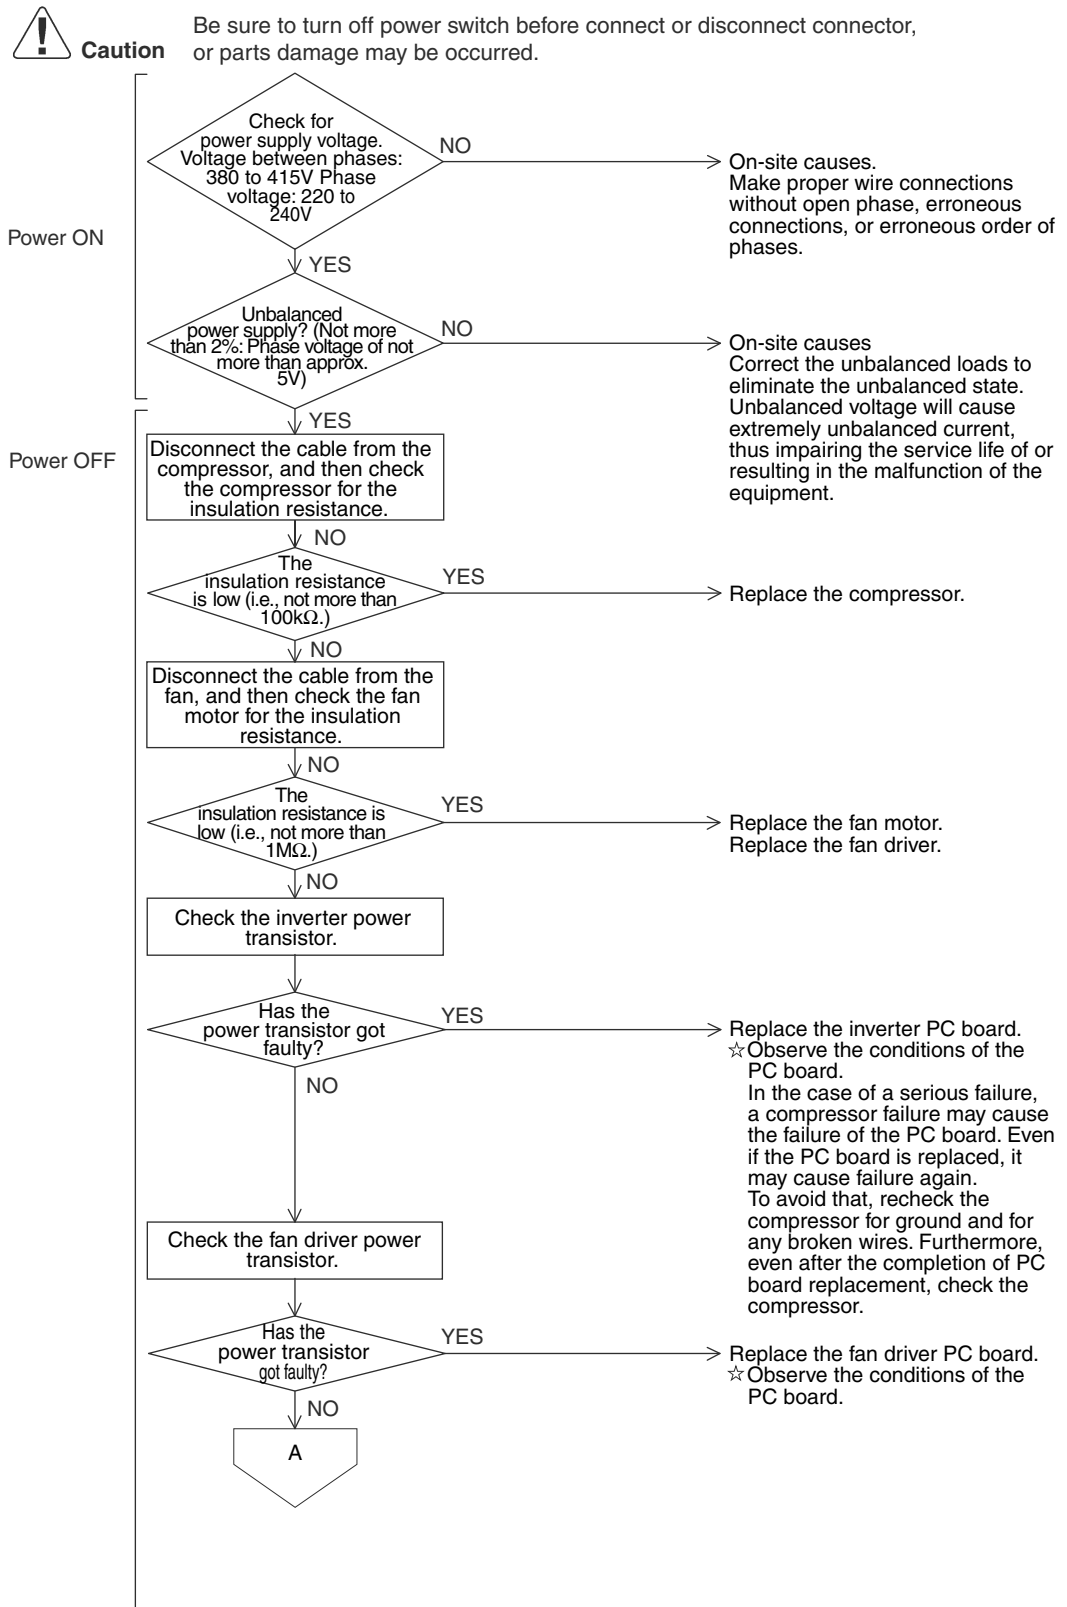 Be sure to turn off power switch before connect or disconnect connector,
Caution
or parts damage may be occurred.
Check for
power supply voltage.
Voltage between phases:
380 to 415V Phase
voltage: 220 to
240V
NO
On-site causes.
Make proper wire connections
without open phase, erroneous
connections, or erroneous order of
phases.
Power ON
YES
Unbalanced
power supply? (Not more
than 2%: Phase voltage of not
more than approx.
5V)
NO
On-site causes
Correct the unbalanced loads to
eliminate the unbalanced state.
Unbalanced voltage will cause
extremely unbalanced current,
thus impairing the service life of or
resulting in the malfunction of the
equipment.
YES
Power OFF
Disconnect the cable from the
compressor, and then check
the compressor for the
insulation resistance.
NO
The
insulation resistance
is low (i.e., not more than
100kΩ.)
YES
Replace the compressor.
NO
Disconnect the cable from the
fan, and then check the fan
motor for the insulation
resistance.
NO
The
insulation resistance is
low (i.e., not more than
1MΩ.)
YES
Replace the fan motor.
Replace the fan driver.
NO
Check the inverter power
transistor.
Has the
power transistor got
faulty?
YES
Replace the inverter PC board.
☆Observe the conditions of the
PC board.
In the case of a serious failure,
a compressor failure may cause
the failure of the PC board. Even
if the PC board is replaced, it
may cause failure again.
To avoid that, recheck the
compressor for ground and for
any broken wires. Furthermore,
even after the completion of PC
board replacement, check the
compressor.
NO
Check the fan driver power
transistor.
Has the
power transistor
got faulty?
YES
Replace the fan driver PC board.
☆Observe the conditions of the
PC board.
NO
A